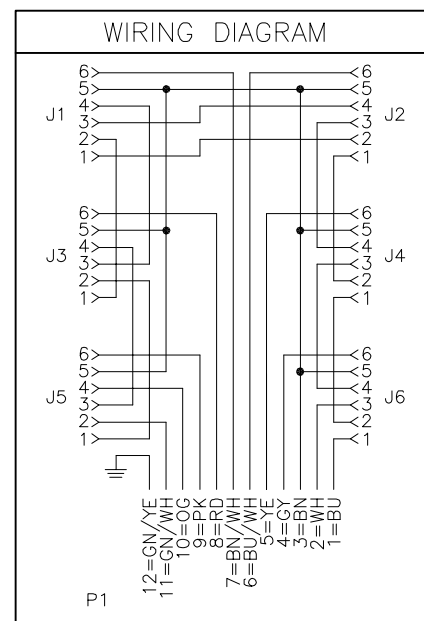 WIRING DIAGRAM
J1
6
5
4
3
2
1
6
5
4
3
2
1
J2
J3
6
5
4
3
2
1
6
5
4
3
2
1
J4
J5
6
5
4
3
2
1
6
5
4
3
2
1
J6
12=GN/YE
11=GN/WH
10=OG
9=PK
8=RD
7=BN/WH
6=BU/WH
5=YE
4=GY
3=BN
2=WH
1=BU
P1